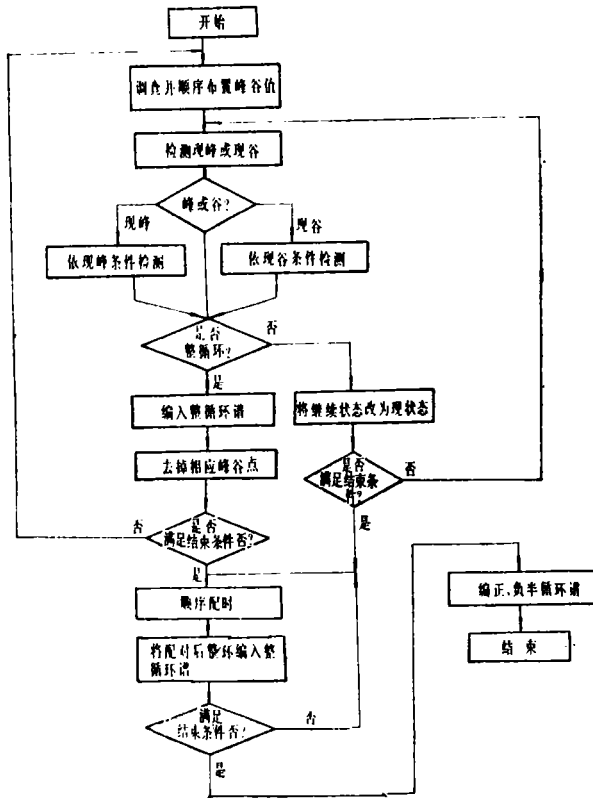 开始
调查并顺序布置峰谷值
检测现峰或现谷
峰或谷?
现峰
现谷
依现峰条件检测
依现谷条件检测
是否
整循环?
否
是
编入整循环谱
将继续状态改为现状态
去掉相应峰谷点
是否
满足结束条
件?
否
是
否
是否
满足结束条件否?
是
顺序配时
编正、负半循环谱
结束
将配对后整环编入整
循环谱
满足
结束条件否?
否
是